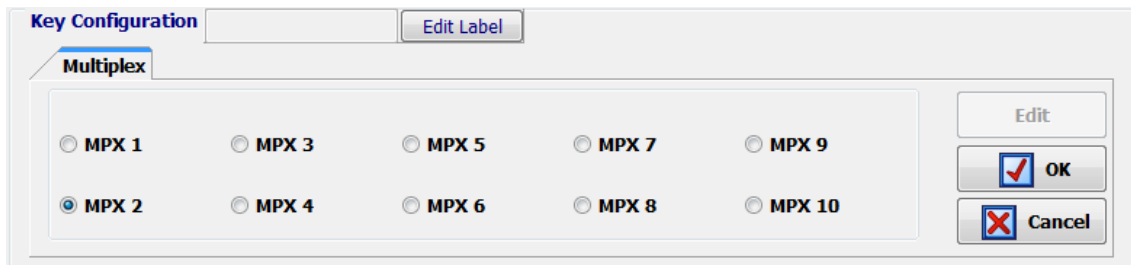 Key Configuration Edit Label
Multiplex
Edit
MPX 1 MPX 3 MPX 5 MPX 7 MPX 9
OK
MPX 2 MPX 4 MPX 6 MPX 8 MPX 10
Cancel